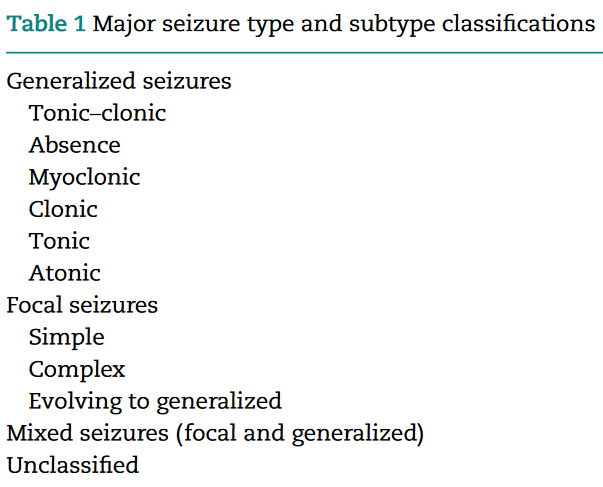 Table 1 Major seizure type and subtype classifications
Generalized seizures
Tonic–clonic
Absence
Myoclonic
Clonic
Tonic
Atonic
Focal seizures
Simple
Complex
Evolving to generalized
Mixed seizures (focal and generalized)
Unclassified